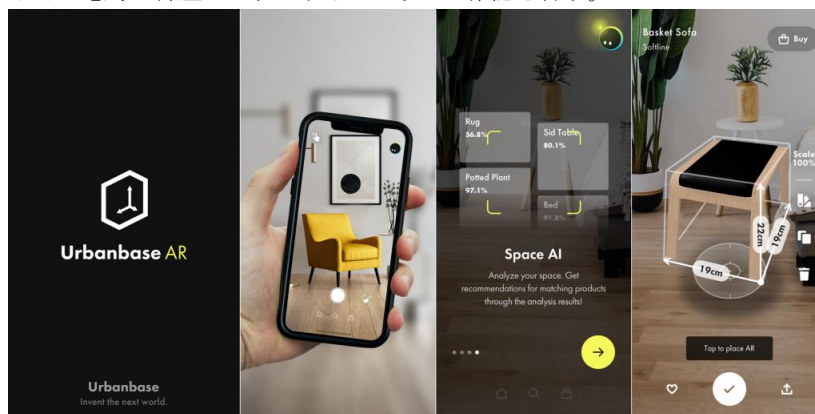 Urbanbase AR
Urbanbase
Invent the next world.
Rug
56.8%
Sid Table
80.1%
Potted Plant
97.1%
Bed
91.8%
Space AI
Analyze your space. Get
recommendations for matching products
through the analysis results!
Basket Sofa
Softline
Buy
Scale
100%
22cm
19cm
19cm
Tap to place AR